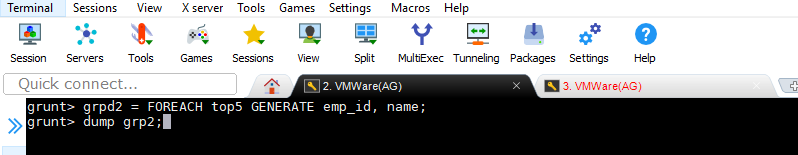 Terminal Sessions View X server Tools Games Settings Macros Help
Session Servers Tools Games Sessions View Split MultiExec Tunneling Packages Settings Help
Quick connect... 2. VMWare(AG) 3. VMWare(AG)
grunt> grpd2 = FOREACH top5 GENERATE emp_id, name;
grunt> dump grp2;